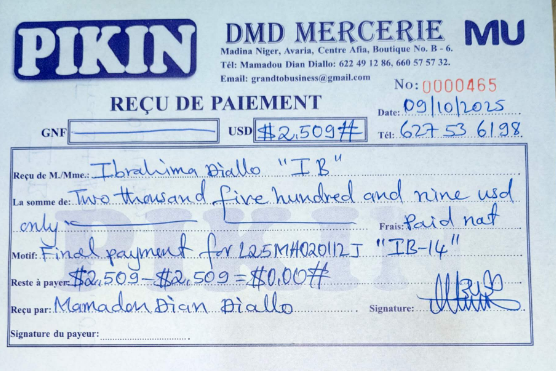 PIKIN
DMD MERCERIE MU
Madina Niger, Avaria, Centre Afia, Boutique No. B - 6.
Tél: Mamadou Dian Diallo: 622 49 12 86, 660 57 57 32.
Email: grandtobusiness@gmail.com
No: 0000465
REÇU DE PAIEMENT
Date: 09/10/2025
GNF USD $2,509#
Tél: 627 53 61 98
Reçu de M./Mme.: Ibrahima Diallo "IB"
La somme de: Two thousand five hundred and nine usd
only Frais: Paid
Motif: Final payment for L25MH020112J "IB-14"
Reste à payer: $2,509-$2,509=$0.00#
Reçu par: Mamadou Dian Diallo Signature:
Signature du payeur:
PIKIN